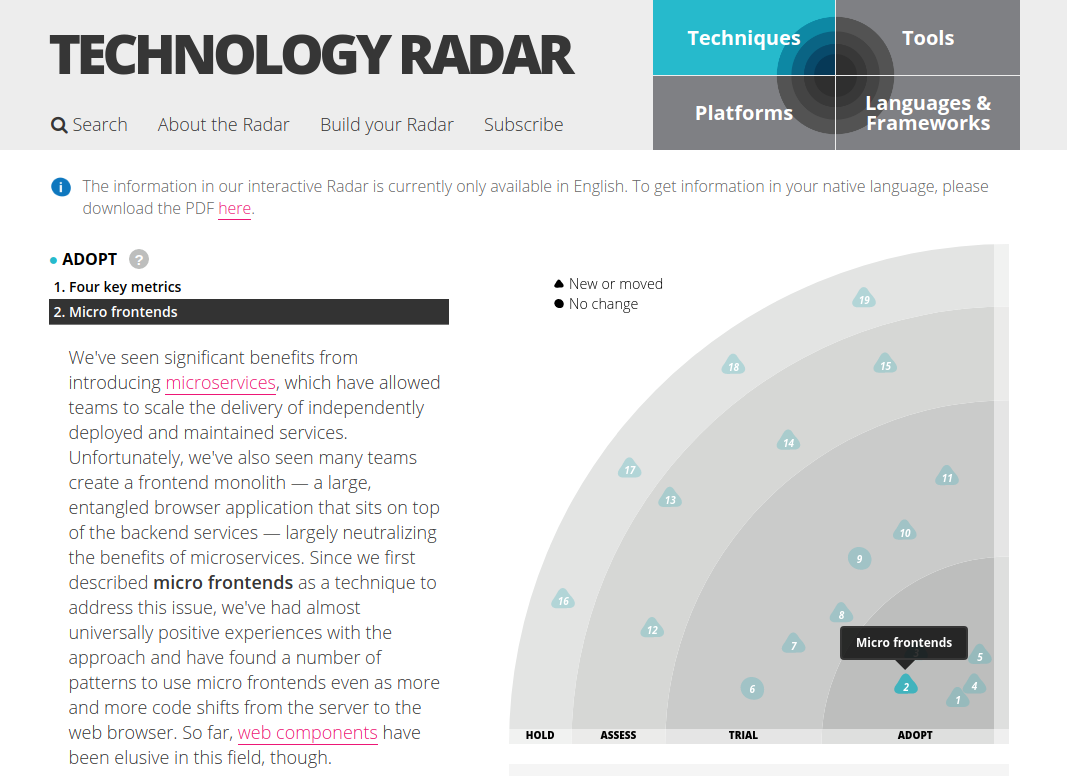 TECHNOLOGY RADAR
Search About the Radar Build your Radar Subscribe
Techniques Tools
Platforms Languages & Frameworks
The information in our interactive Radar is currently only available in English. To get information in your native language, please
download the PDF here.
ADOPT ?
1. Four key metrics
2. Micro frontends
We've seen significant benefits from
introducing microservices, which have allowed
teams to scale the delivery of independently
deployed and maintained services.
Unfortunately, we've also seen many teams
create a frontend monolith — a large,
entangled browser application that sits on top
of the backend services — largely neutralizing
the benefits of microservices. Since we first
described micro frontends as a technique to
address this issue, we've had almost
universally positive experiences with the
approach and have found a number of
patterns to use micro frontends even as more
and more code shifts from the server to the
web browser. So far, web components have
been elusive in this field, though.
New or moved
No change
19
18
15
14
17
11
13
10
9
16
8
12
7
Micro frontends
5
6
2
4
1
HOLD ASSESS TRIAL ADOPT